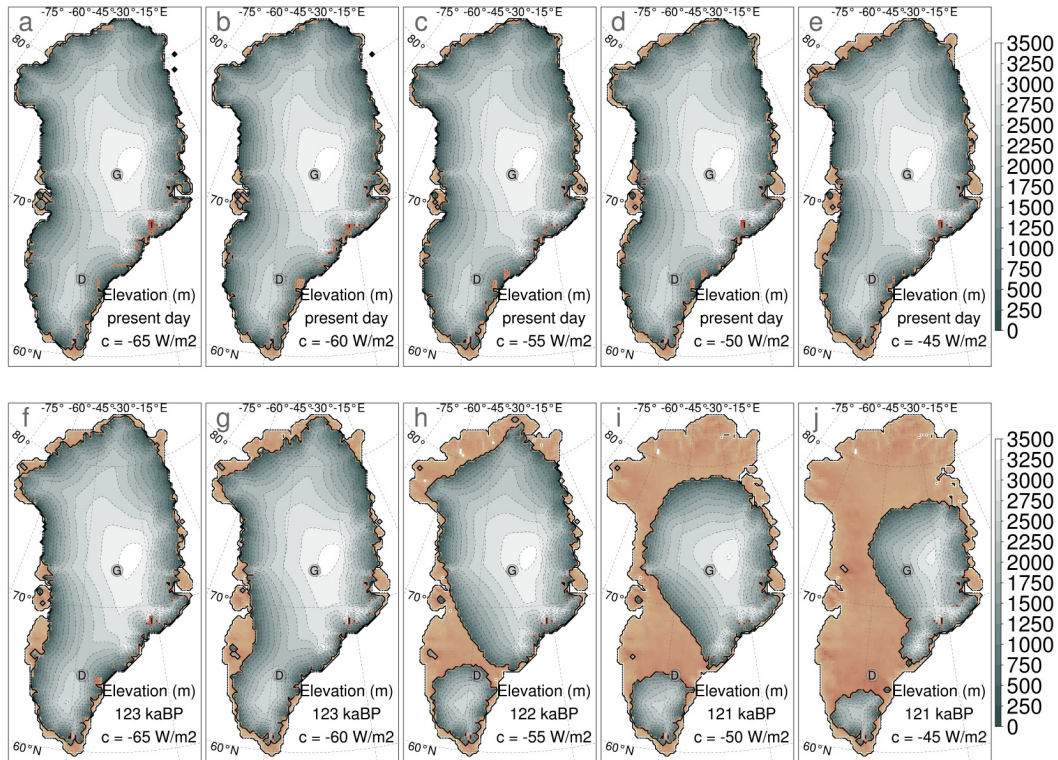 a
-75° -60° -45° -30° -15° E
80°
70°
60°N
G
D
Elevation (m)
present day
c = -65 W/m2
b
-75° -60° -45° -30° -15° E
80°
70°
60°N
G
D
Elevation (m)
present day
c = -60 W/m2
c
-75° -60° -45° -30° -15° E
80°
70°
60°N
G
D
Elevation (m)
present day
c = -55 W/m2
d
-75° -60° -45° -30° -15° E
80°
70°
60°N
G
D
Elevation (m)
present day
c = -50 W/m2
e
-75° -60° -45° -30° -15° E
80°
70°
60°N
G
D
Elevation (m)
present day
c = -45 W/m2
3500
3250
3000
2750
2500
2250
2000
1750
1500
1250
1000
750
500
250
0
f
-75° -60° -45° -30° -15° E
80°
70°
60°N
G
D
Elevation (m)
123 kaBP
c = -65 W/m2
g
-75° -60° -45° -30° -15° E
80°
70°
60°N
G
D
Elevation (m)
123 kaBP
c = -60 W/m2
h
-75° -60° -45° -30° -15° E
80°
70°
60°N
G
D
Elevation (m)
122 kaBP
c = -55 W/m2
i
-75° -60° -45° -30° -15° E
80°
70°
60°N
G
D
Elevation (m)
121 kaBP
c = -50 W/m2
j
-75° -60° -45° -30° -15° E
80°
70°
60°N
G
D
Elevation (m)
121 kaBP
c = -45 W/m2
3500
3250
3000
2750
2500
2250
2000
1750
1500
1250
1000
750
500
250
0